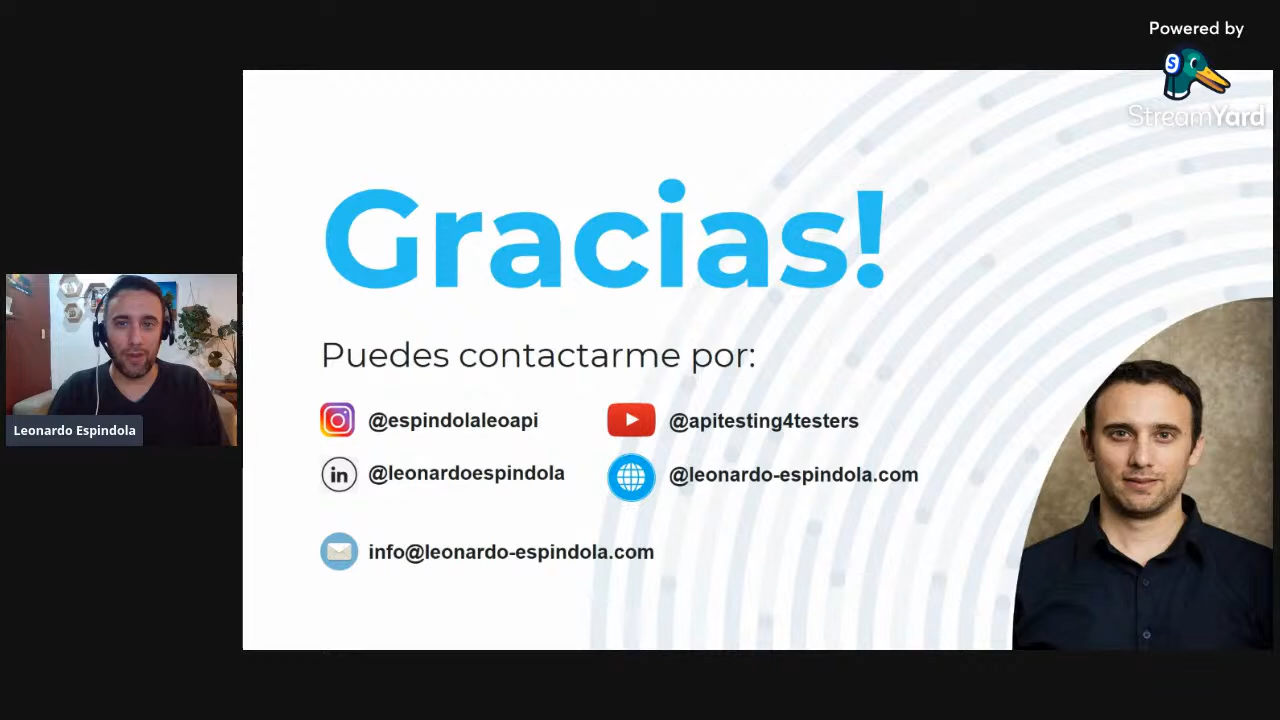 Powered by
StreamYard
Gracias!
Puedes contactarme por:
@espindolaleoapi
@apitesting4testers
@leonardoespindola
@leonardo-espindola.com
info@leonardo-espindola.com
Leonardo Espindola